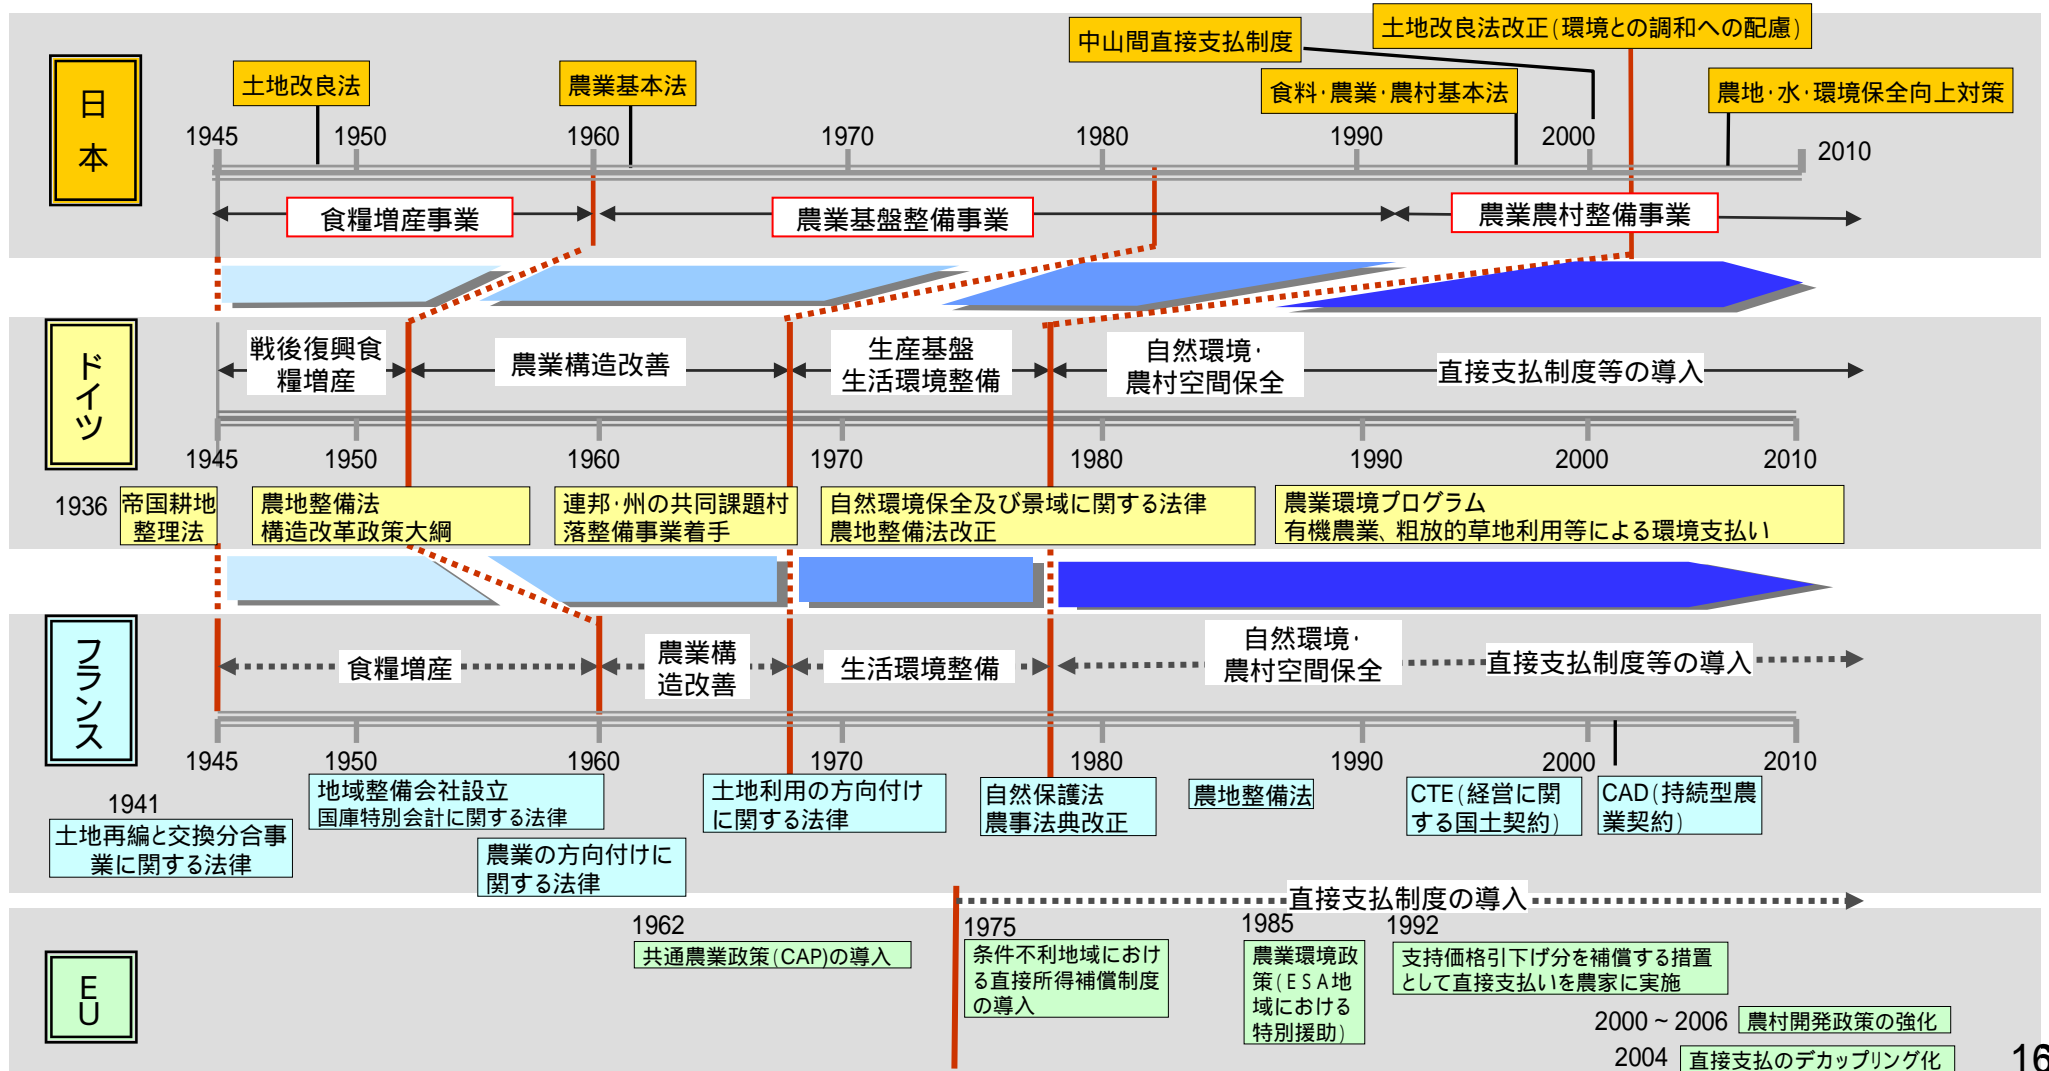 日本
土地改良法
農業基本法
中山間直接支払制度
土地改良法改正(環境との調和への配慮)
食料・農業・農村基本法
農地・水・環境保全向上対策
1945
1950
1960
1970
1980
1990
2000
2010
食糧増産事業
農業基盤整備事業
農業農村整備事業
ドイツ
戦後復興食
糧増産
農業構造改善
生産基盤
生活環境整備
自然環境・
農村空間保全
直接支払制度等の導入
1945
1950
1960
1970
1980
1990
2000
2010
1936
帝国耕地
整理法
農地整備法
構造改革政策大綱
連邦・州の共同課題村
落整備事業着手
自然環境保全及び景域に関する法律
農地整備法改正
農業環境プログラム
有機農業、粗放的草地利用等による環境支払い
フランス
食糧増産
農業構
造改善
生活環境整備
自然環境・
農村空間保全
直接支払制度等の導入
1945
1950
1960
1970
1980
1990
2000
2010
1941
土地再編と交換分合事
業に関する法律
地域整備会社設立
国庫特別会計に関する法律
農業の方向付けに
関する法律
土地利用の方向付け
に関する法律
自然保護法
農事法典改正
農地整備法
CTE(経営に関
する国土契約)
CAD(持続型農
業契約)
直接支払制度の導入
EU
1962
共通農業政策(CAP)の導入
1975
条件不利地域におけ
る直接所得補償制度
の導入
1985
農業環境政
策(ESA地
域における
特別援助)
1992
支持価格引下げ分を補償する措置
として直接支払いを農家に実施
2000～2006 農村開発政策の強化
2004 直接支払のデカップリング化
16